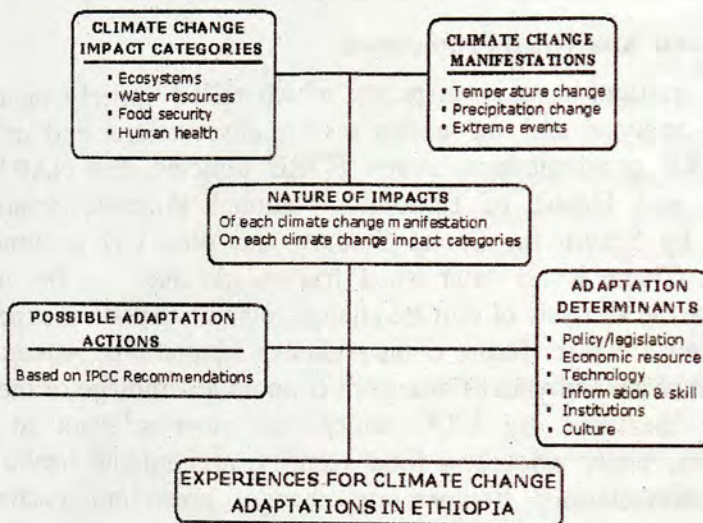 CLIMATE CHANGE
IMPACT CATEGORIES
• Ecosystems
• Water resources
• Food security
• Human health
CLIMATE CHANGE
MANIFESTATIONS
• Temperature change
• Precipitation change
• Extreme events
NATURE OF IMPACTS
Of each climate change manifestation
On each climate change impact categories
POSSIBLE ADAPTATION
ACTIONS
Based on IPCC Recommendations
ADAPTATION
DETERMINANTS
• Policy/legislation
• Economic resource
• Technology
• Information & skill
• Institutions
• Culture
EXPERIENCES FOR CLIMATE CHANGE
ADAPTATIONS IN ETHIOPIA